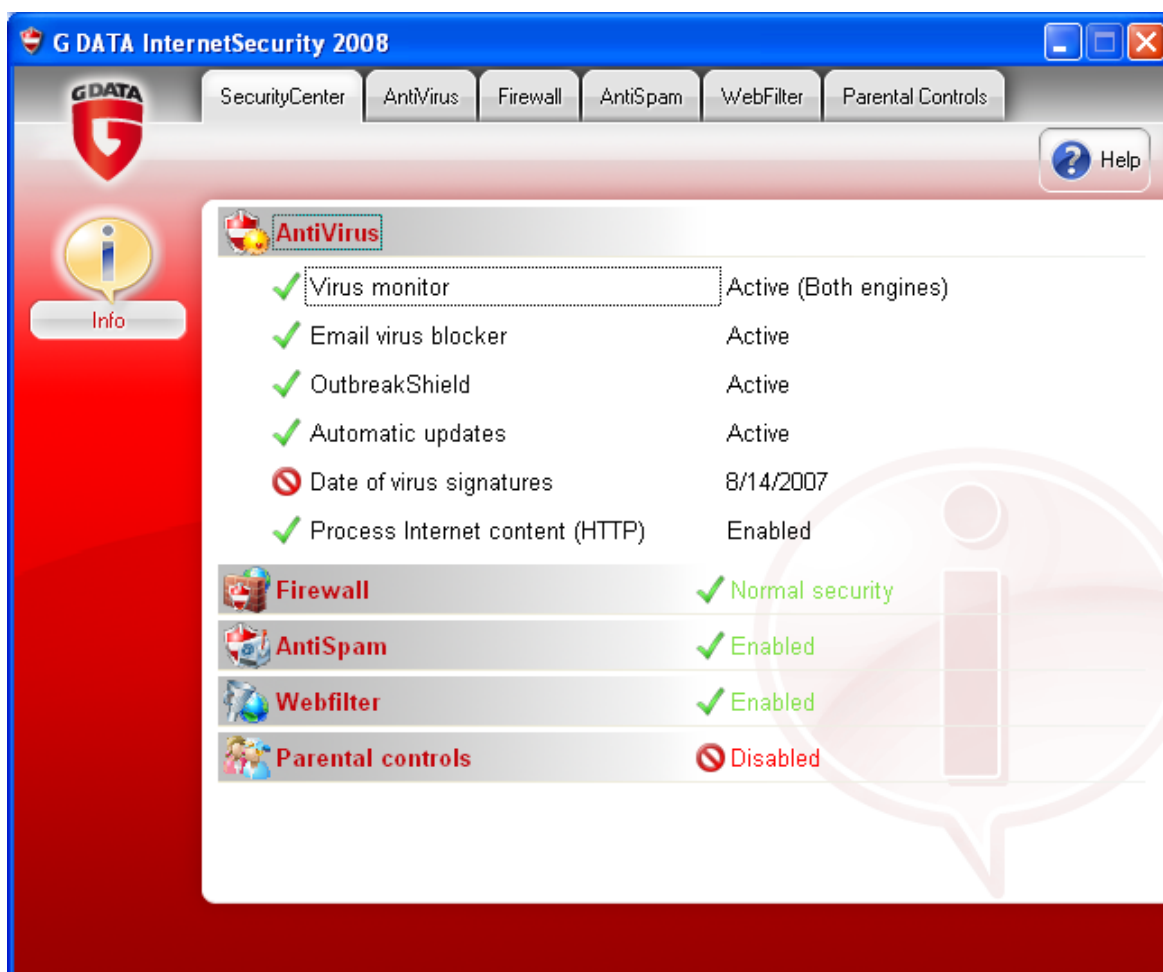 G DATA InternetSecurity 2008
GDATA
SecurityCenter AntiVirus Firewall AntiSpam WebFilter Parental Controls
Help
Info
AntiVirus
Virus monitor Active (Both engines)
Email virus blocker Active
OutbreakShield Active
Automatic updates Active
Date of virus signatures 8/14/2007
Process Internet content (HTTP) Enabled
Firewall Normal security
AntiSpam Enabled
Webfilter Enabled
Parental controls Disabled